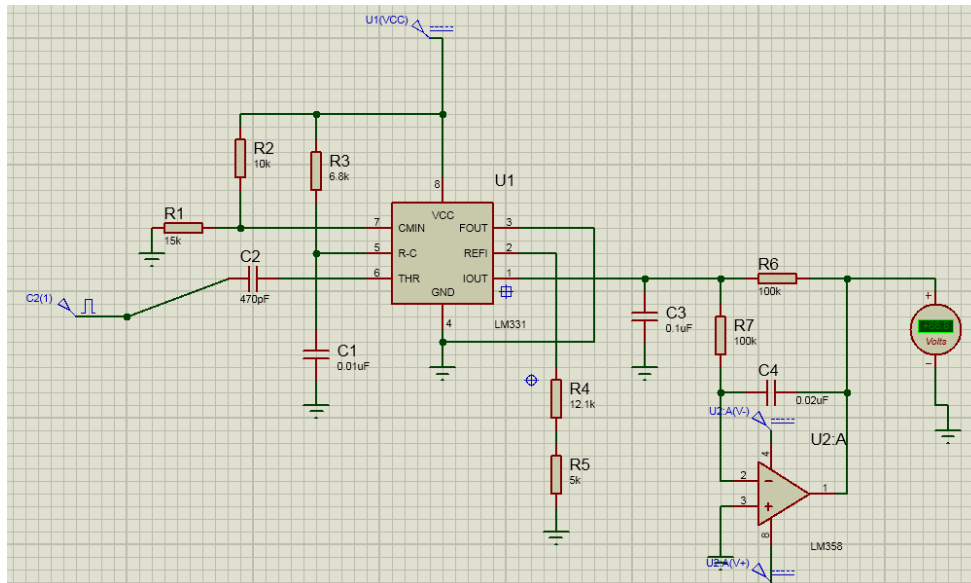 U1(VCC)
R2
10k
R3
6.8k
U1
8
VCC
R1
15k
7
CMIN
FOUT
3
5
R-C
REFI
2
6
THR
IOUT
1
GND
4
LM331
C2
470pF
C2(1)
R6
100k
C3
0.1uF
R7
100k
+
Volts
C1
0.01uF
R4
12.1k
C4
0.02uF
U2:A(V-)
U2:A
R5
5k
4
2
3
1
8
LM358
U2:A(V+)